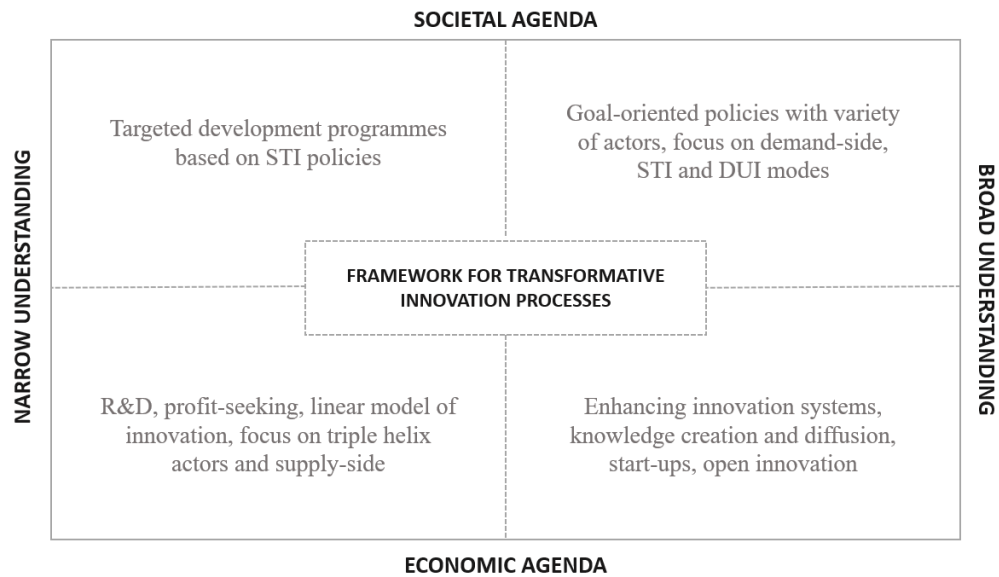 SOCIETAL AGENDA
NARROW UNDERSTANDING
Targeted development programmes
based on STI policies
Goal-oriented policies with variety
of actors, focus on demand-side,
STI and DUI modes
BROAD UNDERSTANDING
FRAMEWORK FOR TRANSFORMATIVE
INNOVATION PROCESSES
R&D, profit-seeking, linear model of
innovation, focus on triple helix
actors and supply-side
Enhancing innovation systems,
knowledge creation and diffusion,
start-ups, open innovation
ECONOMIC AGENDA